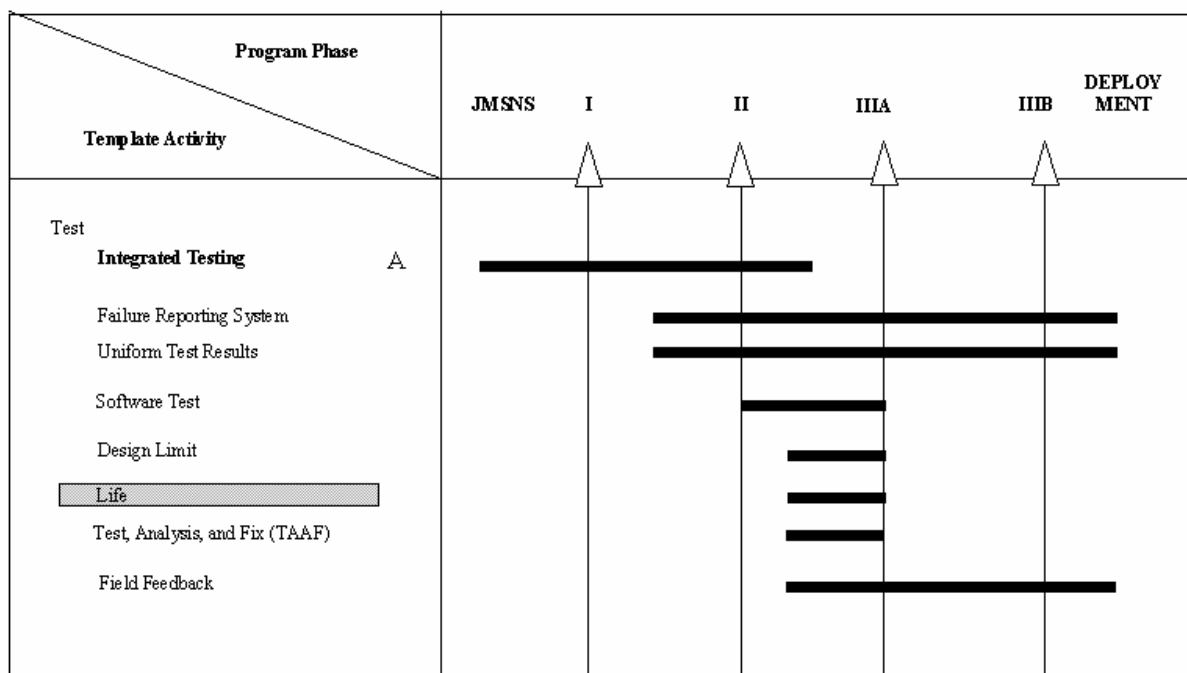 Program Phase
Template Activity
JMSNS
I
II
IIIA
IIIB
DEPLOY
MENT
Test
Integrated Testing A
Failure Reporting System
Uniform Test Results
Software Test
Design Limit
Life
Test, Analysis, and Fix (TAAF)
Field Feedback